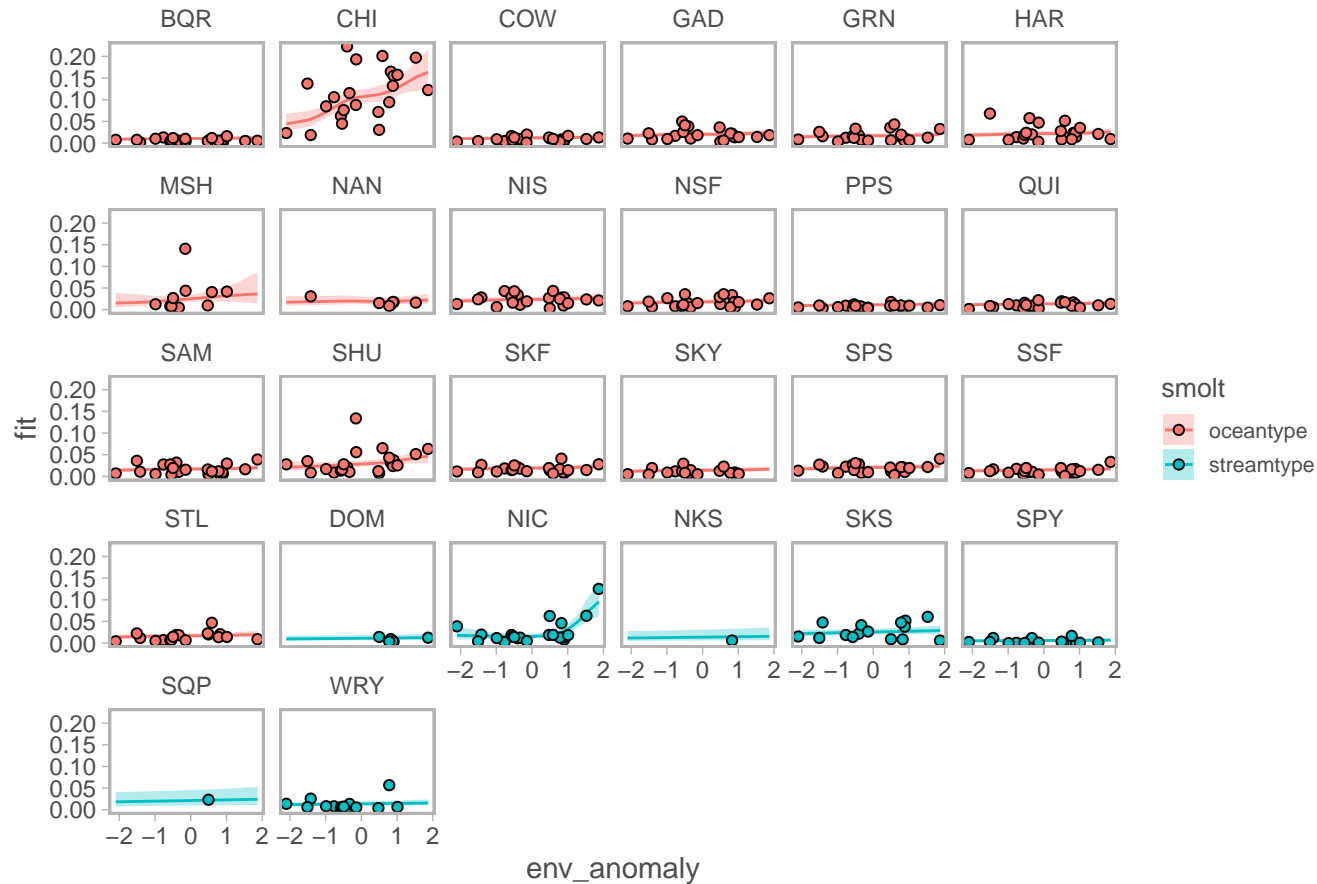 BQR CHI COW GAD GRN HAR
0.20
0.15
0.10
0.05
0.00
MSH NAN NIS NSF PPS QUI
0.20
0.15
0.10
0.05
0.00
SAM SHU SKF SKY SPS SSF
0.20
0.15
0.10
0.05
0.00
fit
smolt
oceantype
streamtype
STL DOM NIC NKS SKS SPY
0.20
0.15
0.10
0.05
0.00
−2 −1 0 1 2 −2 −1 0 1 2 −2 −1 0 1 2 −2 −1 0 1 2
SQP WRY
0.20
0.15
0.10
0.05
0.00
−2 −1 0 1 2 −2 −1 0 1 2
env_anomaly